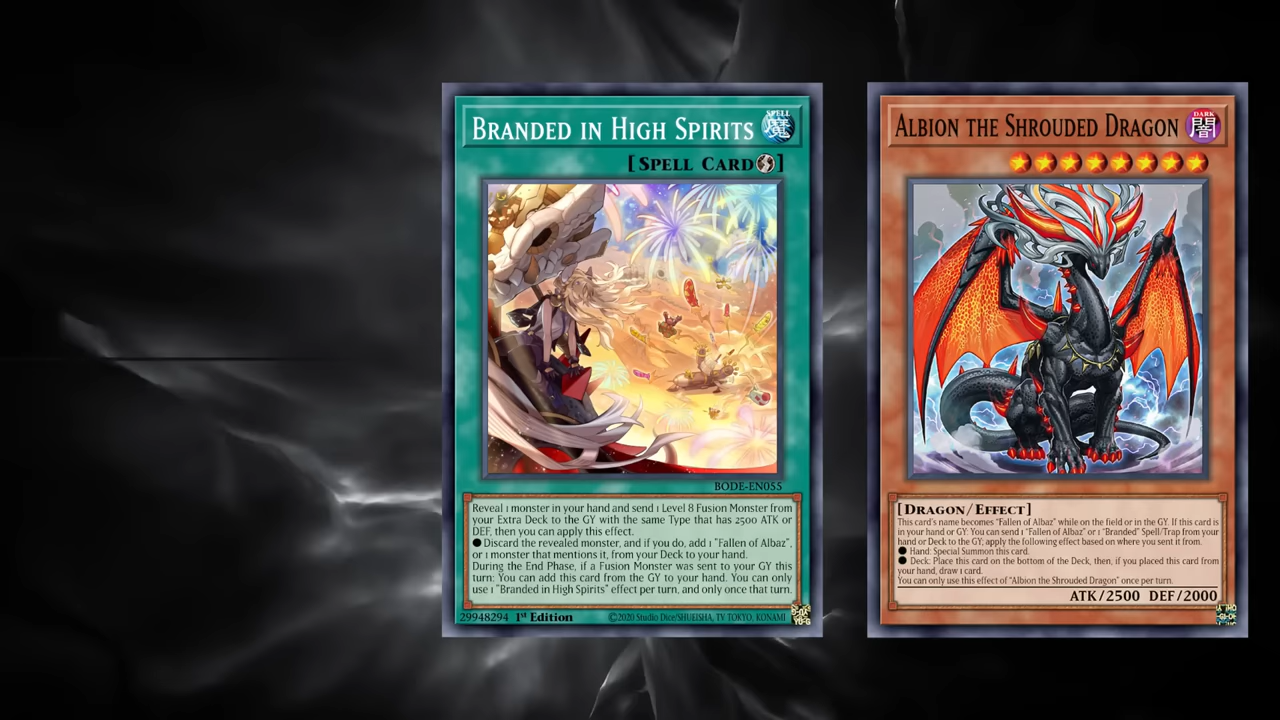 BRANDED IN HIGH SPIRITS
SPELL
魔
[SPELL CARD]
BODE-EN055
Reveal 1 monster in your hand and send 1 Level 8 Fusion Monster from
your Extra Deck to the GY with the same Type that has 2500 ATK or
DEF, then you can apply this effect.
● Discard the revealed monster, and if you do, add 1 "Fallen of Albaz",
or 1 monster that mentions it, from your Deck to your hand.
During the End Phase, if a Fusion Monster was sent to your GY this
turn: You can add this card from the GY to your hand. You can only
use 1 "Branded in High Spirits" effect per turn, and only once that turn.
29948294 1st Edition ©2020 Studio Dice/SHUEISHA, TV TOKYO, KONAMI
ALBION THE SHROUDED DRAGON
DARK
闇
[DRAGON/EFFECT]
This card's name becomes "Fallen of Albaz" while on the field or in the GY. If this card is
in your hand or GY: You can send 1 "Fallen of Albaz" or 1 "Branded" Spell/Trap from your
hand or Deck to the GY; apply the following effect based on where you sent it from.
● Hand: Special Summon this card.
● Deck: Place this card on the bottom of the Deck, then, if you placed this card from
your hand, draw 1 card.
You can only use this effect of "Albion the Shrouded Dragon" once per turn.
ATK/2500 DEF/2000